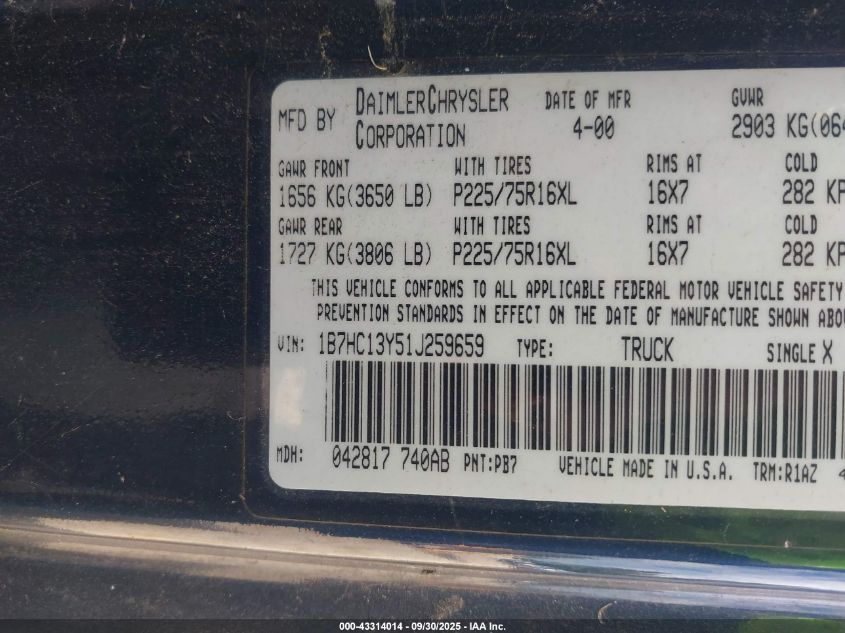 MFD BY DAIMLERCHRYSLER CORPORATION DATE OF MFR 4-00 GVWR 2903 KG(064
GAWR FRONT WITH TIRES RIMS AT COLD
1656 KG(3650 LB) P225/75R16XL 16X7 282 KP
GAWR REAR WITH TIRES RIMS AT COLD
1727 KG(3806 LB) P225/75R16XL 16X7 282 KP
THIS VEHICLE CONFORMS TO ALL APPLICABLE FEDERAL MOTOR VEHICLE SAFETY
PREVENTION STANDARDS IN EFFECT ON THE DATE OF MANUFACTURE SHOWN ABO
VIN: 1B7HC13Y51J259659 TYPE: TRUCK SINGLE X
MDH: 042817 740AB PNT:PB7 VEHICLE MADE IN U.S.A. TRM:R1AZ 4
000-43314014 - 09/30/2025 - IAA Inc.